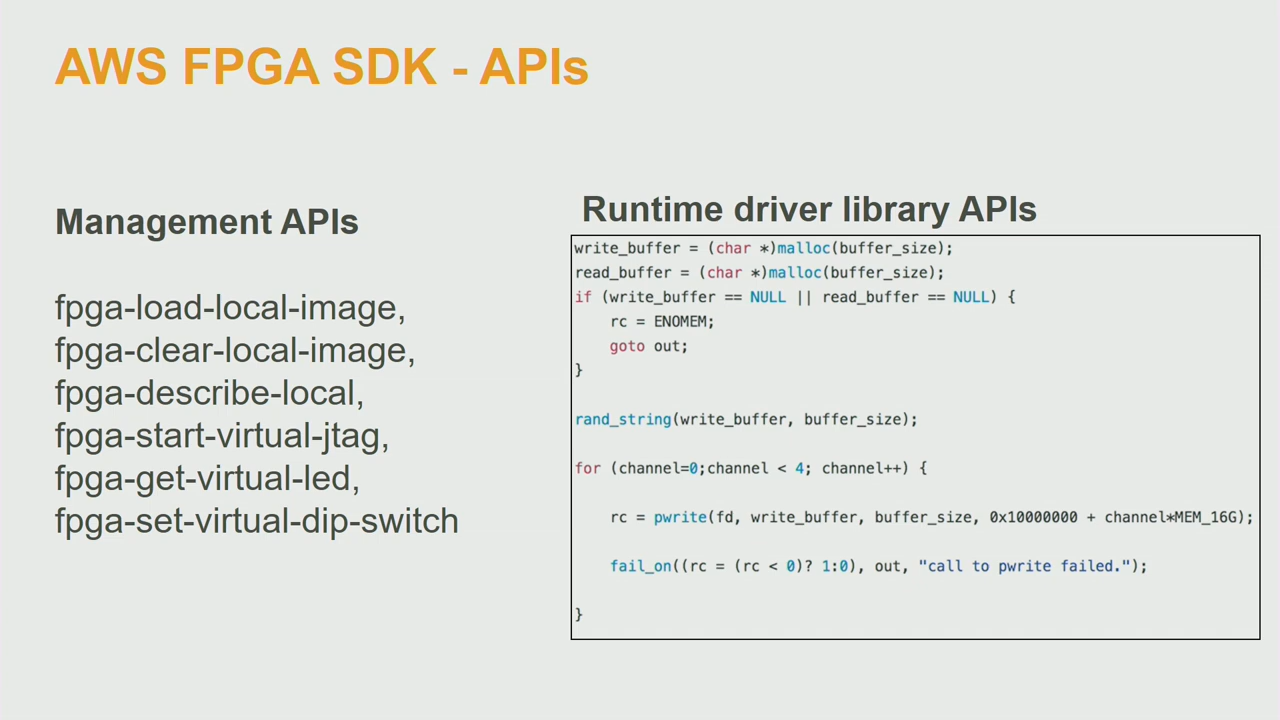 AWS FPGA SDK - APIs
Management APIs
fpga-load-local-image,
fpga-clear-local-image,
fpga-describe-local,
fpga-start-virtual-jtag,
fpga-get-virtual-led,
fpga-set-virtual-dip-switch
Runtime driver library APIs
write_buffer = (char *)malloc(buffer_size);
read_buffer = (char *)malloc(buffer_size);
if (write_buffer == NULL || read_buffer == NULL) {
    rc = ENOMEM;
    goto out;
}
rand_string(write_buffer, buffer_size);
for (channel=0;channel < 4; channel++) {
    rc = pwrite(fd, write_buffer, buffer_size, 0x10000000 + channel*MEM_16G);
    fail_on((rc = (rc < 0)? 1:0), out, "call to pwrite failed.");
}